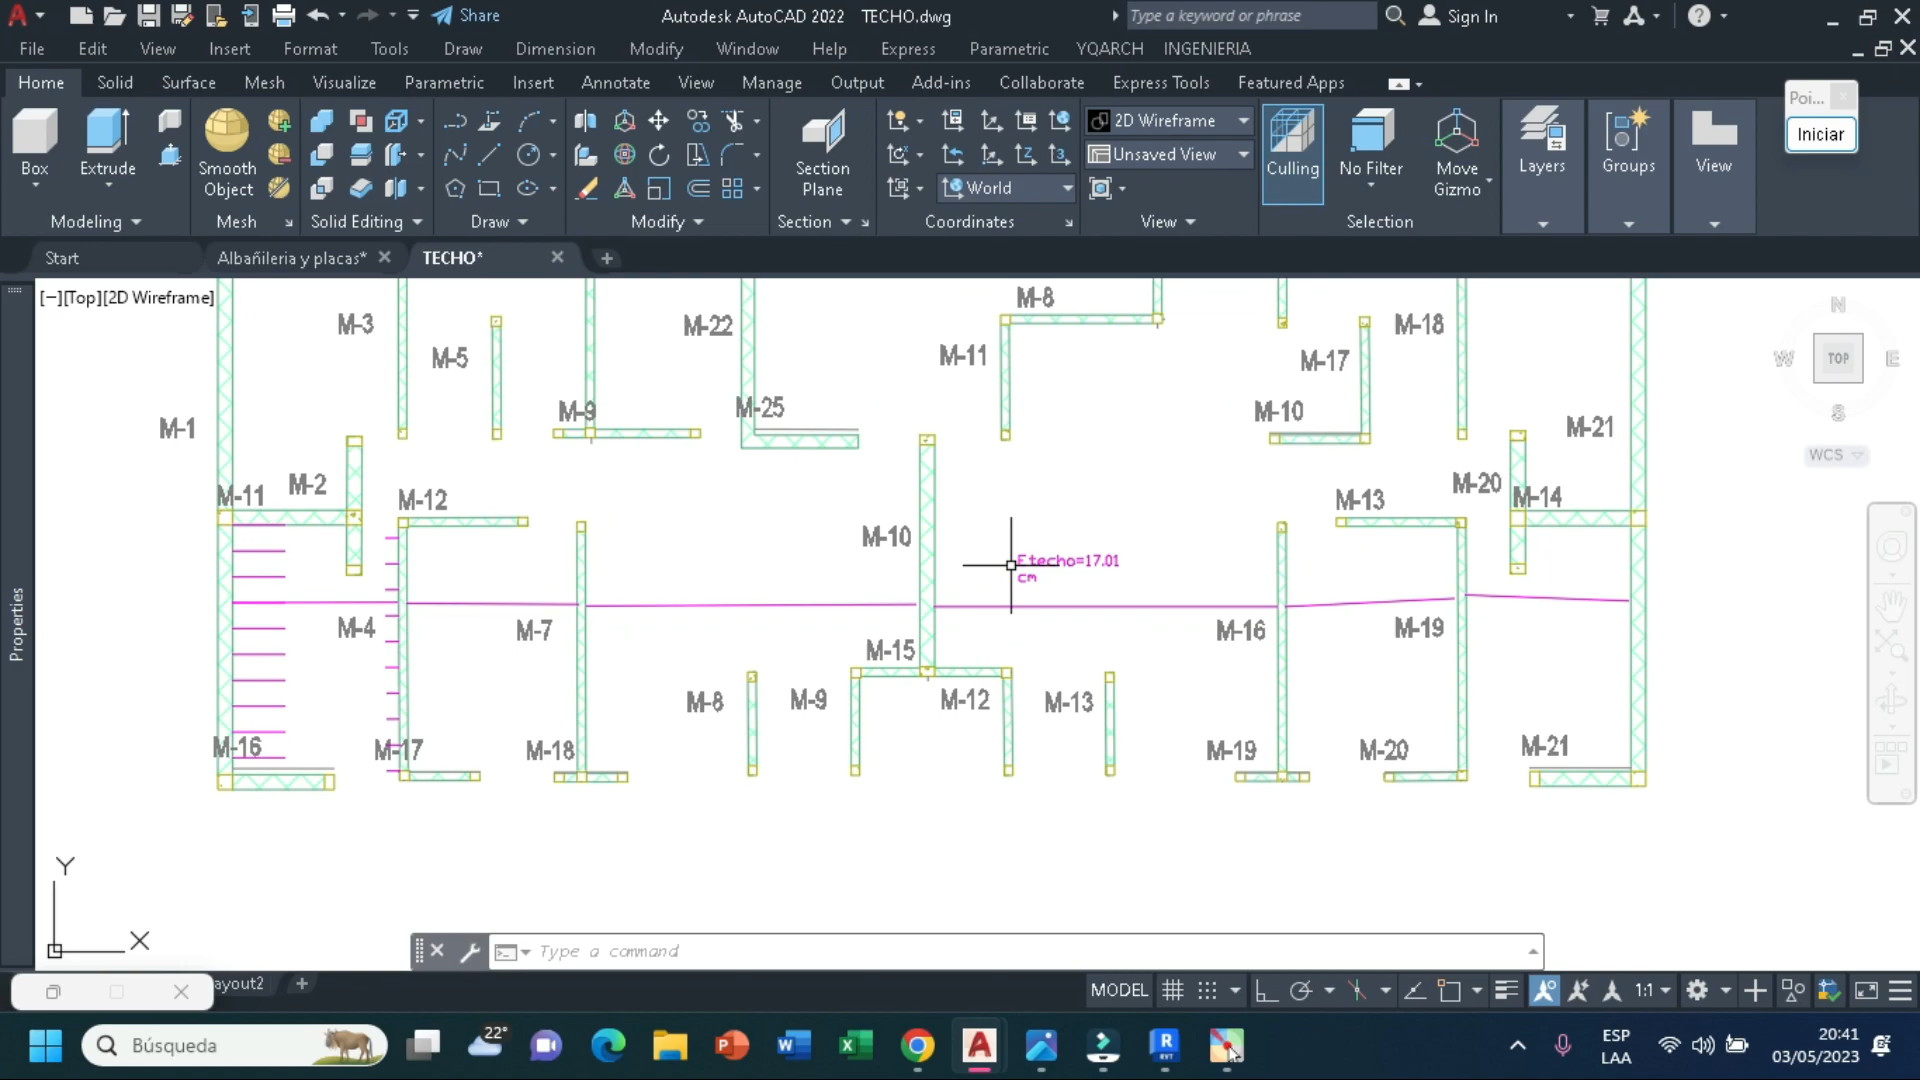 Share
Autodesk AutoCAD 2022 TECHO.dwg
Type a keyword or phrase
Sign In
File Edit View Insert Format Tools Draw Dimension Modify Window Help Express Parametric YQARCH INGENIERIA
Home Solid Surface Mesh Visualize Parametric Insert Annotate View Manage Output Add-ins Collaborate Express Tools Featured Apps
Poi...
Iniciar
Box
Extrude
Smooth Object
Section Plane
2D Wireframe
Unsaved View
World
Culling
No Filter
Move Gizmo
Layers
Groups
View
Modeling Mesh Solid Editing Draw Modify Section Coordinates View Selection
Start Albañileria y placas* TECHO*
[−][Top][2D Wireframe]
N
W TOP E
S
WCS
Properties
M-8
M-3 M-22 M-18
M-5 M-11 M-17
M-9 M-25 M-10
M-1 M-21
M-11 M-2 M-12 M-13 M-20 M-14
M-10
E techo=17.01
cm
M-4 M-7 M-16 M-19
M-15
M-8 M-9 M-12 M-13
M-16 M-17 M-18 M-19 M-20 M-21
Y
X
Type a command
ayout2
MODEL
1:1
Búsqueda
22°
ESP
LAA
20:41
03/05/2023